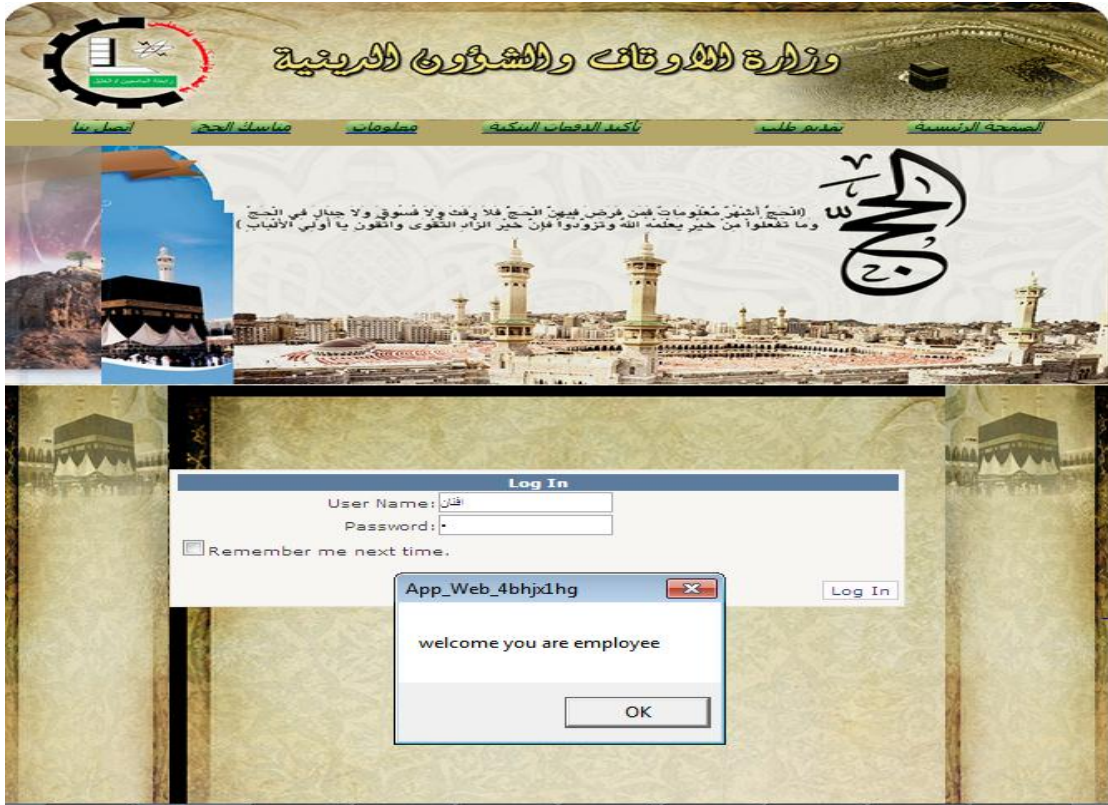 وزارة الاوقاف والشؤون الدينية
الصفحة الرئيسية تقديم طلب تأكيد الدفعات البنكية معلومات مناسك الحج اتصل بنا
الحج
(الحجّ أشهرٌ معلوماتٌ فمن فرض فيهنّ الحجّ فلا رفث ولا فسوق ولا جدال في الحجّ
وما تفعلوا من خير يعلمه الله وتزودوا فإن خير الزاد التقوى واتقون يا أولي الألباب )
Log In
User Name: افنان
Password:
Remember me next time.
Log In
App_Web_4bhjx1hg
welcome you are employee
OK